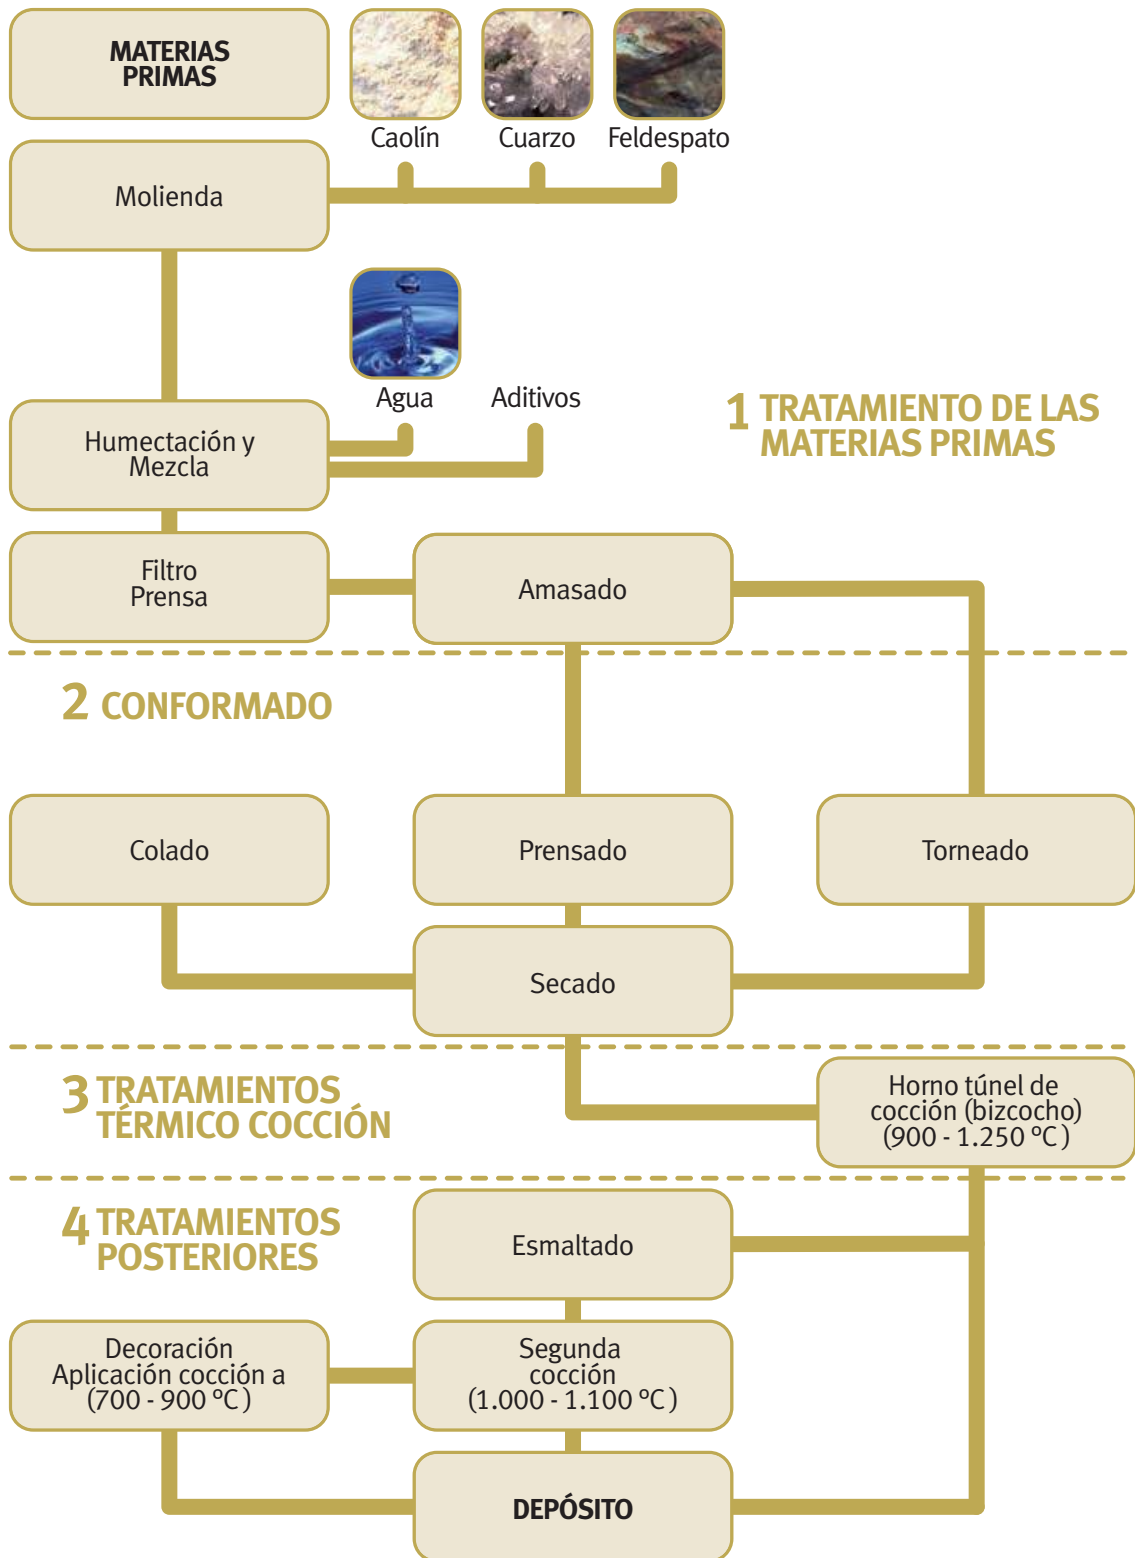 MATERIAS
PRIMAS
Caolín
Cuarzo
Feldespato
Molienda
Agua
Aditivos
Humectación y
Mezcla
1 TRATAMIENTO DE LAS
MATERIAS PRIMAS
Filtro
Prensa
Amasado
2 CONFORMADO
Colado
Prensado
Torneado
Secado
3 TRATAMIENTOS
TÉRMICO COCCIÓN
Horno túnel de
cocción (bizcocho)
(900 - 1.250 ºC)
4 TRATAMIENTOS
POSTERIORES
Esmaltado
Decoración
Aplicación cocción a
(700 - 900 ºC)
Segunda
cocción
(1.000 - 1.100 ºC)
DEPÓSITO